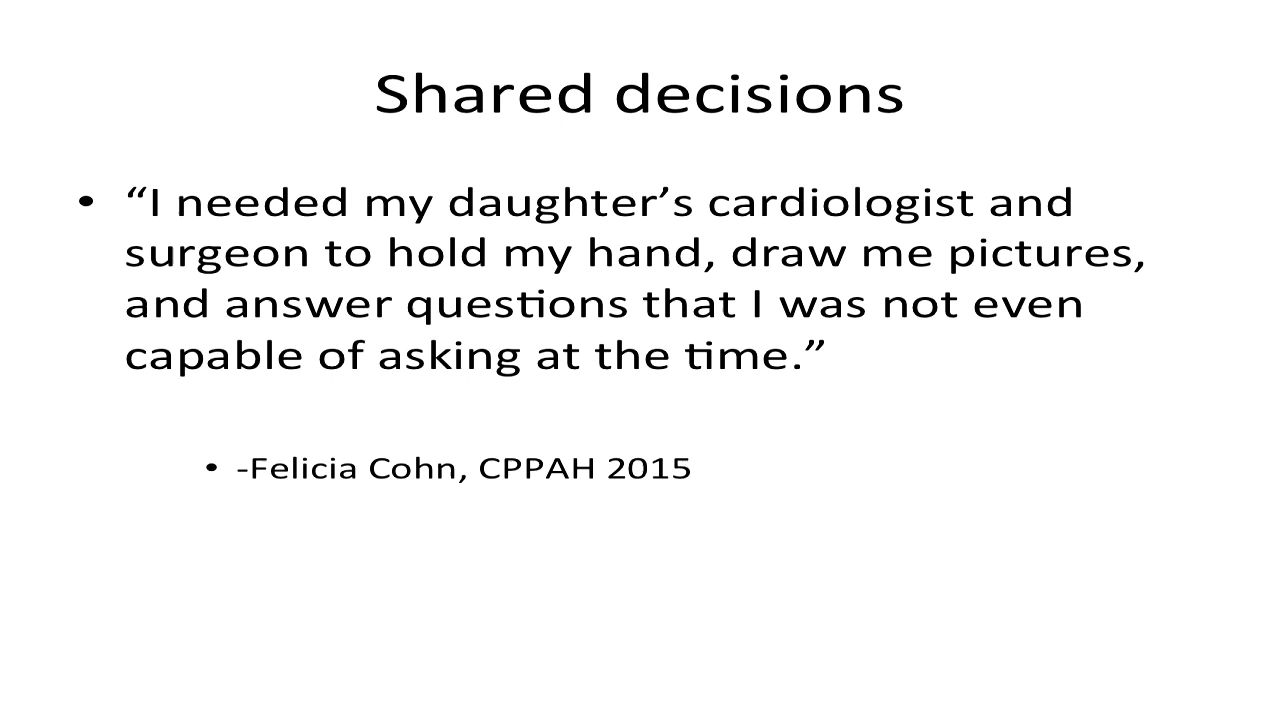 Shared decisions
• “I needed my daughter’s cardiologist and
surgeon to hold my hand, draw me pictures,
and answer questions that I was not even
capable of asking at the time.”
• -Felicia Cohn, CPPAH 2015